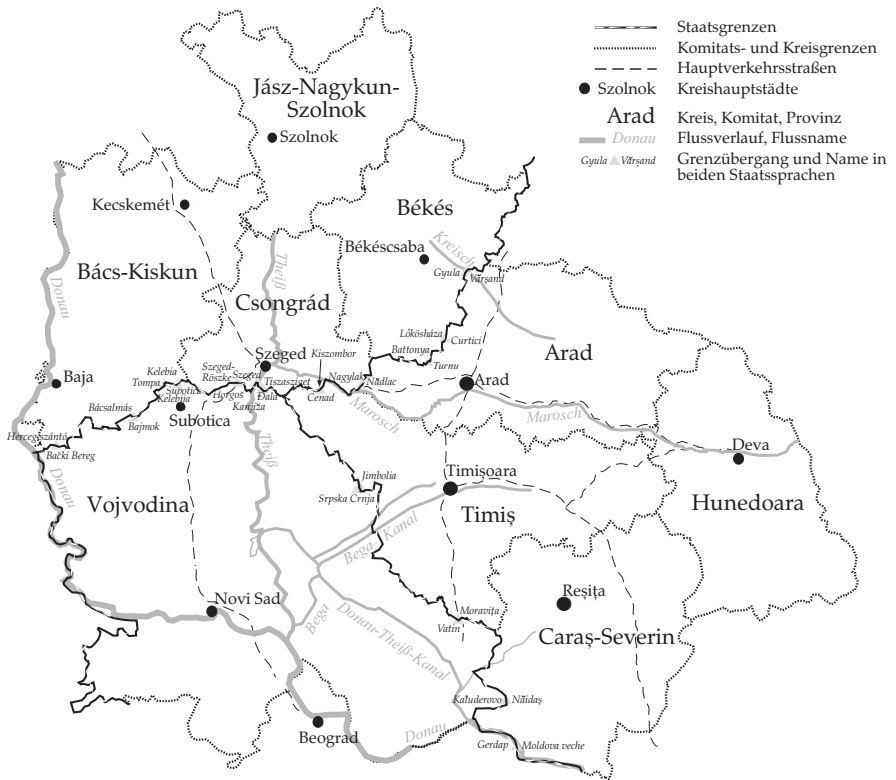 Staatsgrenzen
Komitats- und Kreisgrenzen
Hauptverkehrsstraßen
Szolnok Kreishauptstädte
Arad Kreis, Komitat, Provinz
Donau Flussverlauf, Flussname
Gyula Vărșand Grenzübergang und Name in
beiden Staatssprachen
Jász-Nagykun-
Szolnok
Szolnok
Kecskemét
Békés
Békéscsaba
Kreisch
Gyula
Vărșand
Bács-Kiskun
Donau
Theiß
Csongrád
Lőkösháza
Curtici
Battonya
Turnu
Arad
Szeged
Kiszombor
Nagylak
Nădlac
Arad
Baja
Kelebia
Tompa
Szeged-
Röszke
Szeged
Tiszasziget
Subotica
Kelebija
Horgoš
Đala
Kanjiža
Cenad
Marosch
Marosch
Bácsalmás
Bajmok
Subotica
Hercegszántó
Bački Bereg
Donau
Theiß
Deva
Hunedoara
Jimbolia
Srpska Crnja
Timișoara
Timiș
Vojvodina
Bega-Kanal
Novi Sad
Bega
Donau-Theiß-Kanal
Reșița
Moravița
Vatin
Caraș-Severin
Kaluđerovo
Năidaș
Beograd
Donau
Gerdap
Moldova veche